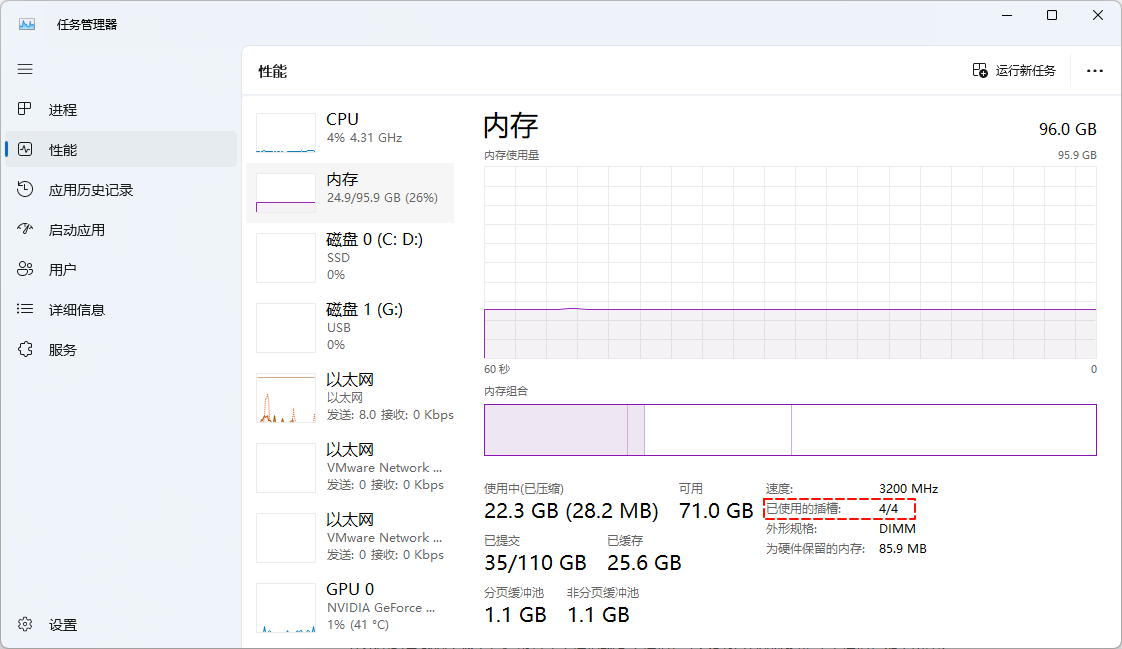 任务管理器
性能
运行新任务
进程
性能
应用历史记录
启动应用
用户
详细信息
服务
设置
CPU
4% 4.31 GHz
内存
24.9/95.9 GB (26%)
磁盘 0 (C: D:)
SSD
0%
磁盘 1 (G:)
USB
0%
以太网
以太网
发送: 8.0 接收: 0 Kbps
以太网
VMware Network ...
发送: 0 接收: 0 Kbps
以太网
VMware Network ...
发送: 0 接收: 0 Kbps
GPU 0
NVIDIA GeForce ...
1% (41 °C)
内存
96.0 GB
内存使用量
95.9 GB
60 秒
0
内存组合
使用中(已压缩)
22.3 GB (28.2 MB)
可用
71.0 GB
已提交
35/110 GB
已缓存
25.6 GB
分页缓冲池
1.1 GB
非分页缓冲池
1.1 GB
速度: 3200 MHz
已使用的插槽: 4/4
外形规格: DIMM
为硬件保留的内存: 85.9 MB